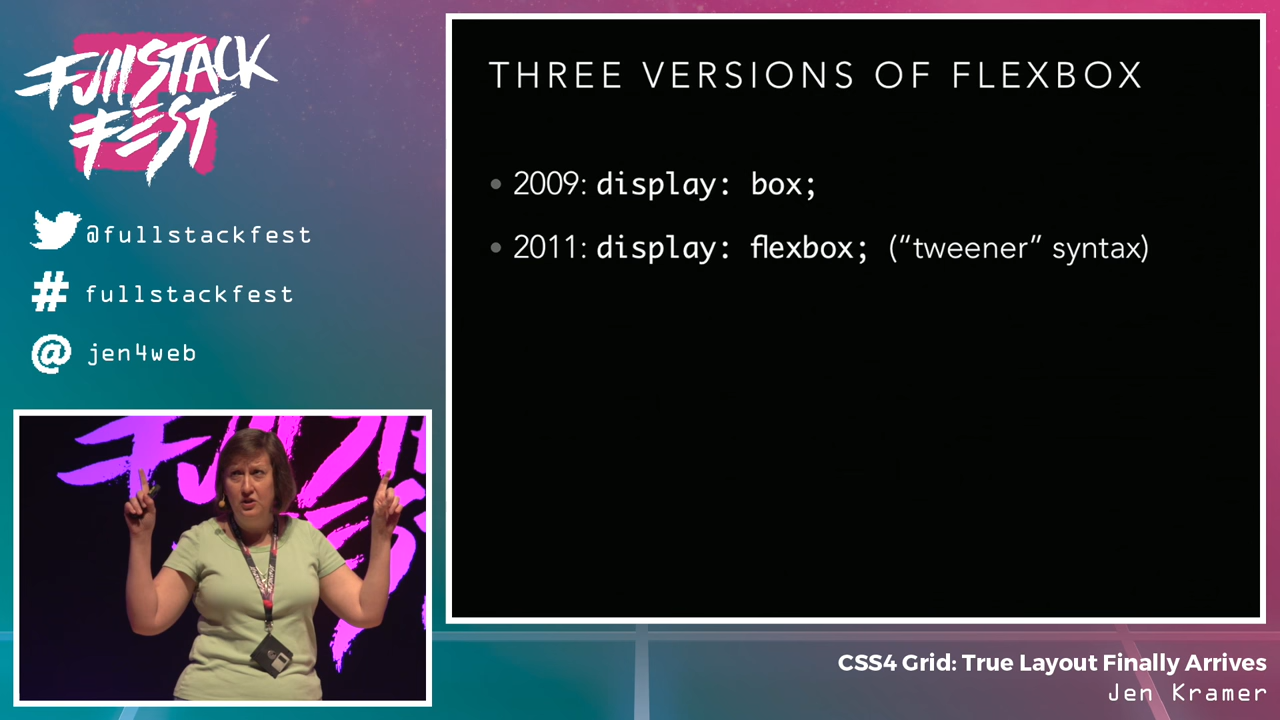 FullSTACK
FEST
@fullstackfest
# fullstackfest
@ jen4web
THREE VERSIONS OF FLEXBOX
• 2009: display: box;
• 2011: display: flexbox; (“tweener” syntax)
CSS4 Grid: True Layout Finally Arrives
Jen Kramer